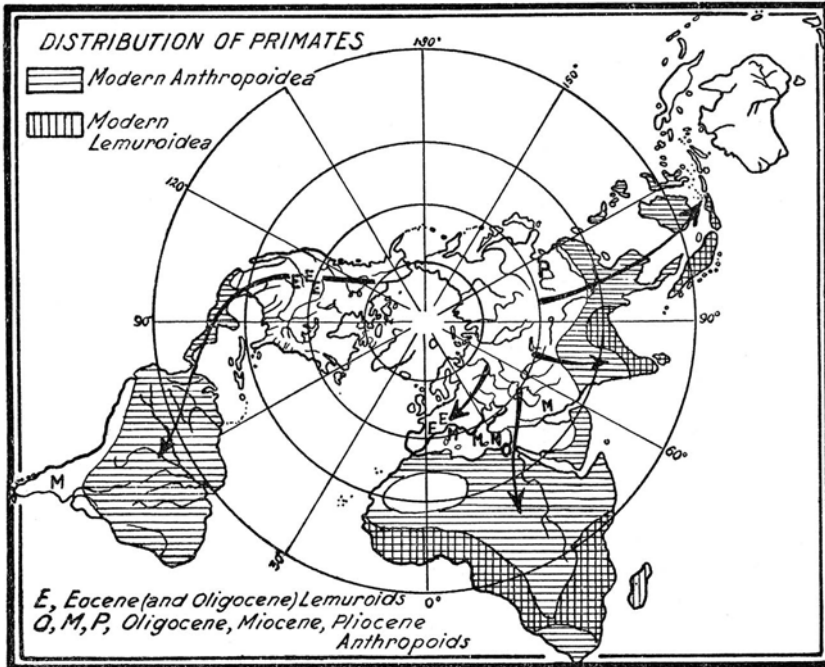 DISTRIBUTION OF PRIMATES
Modern Anthropoidea
Modern
Lemuroidea
180°
150°
120°
P
E E
E
90°
90°
M
E E
M
M M
O
60°
M
30°
0°
E, Eocene (and Oligocene) Lemuroids
O, M, P, Oligocene, Miocene, Pliocene
Anthropoids